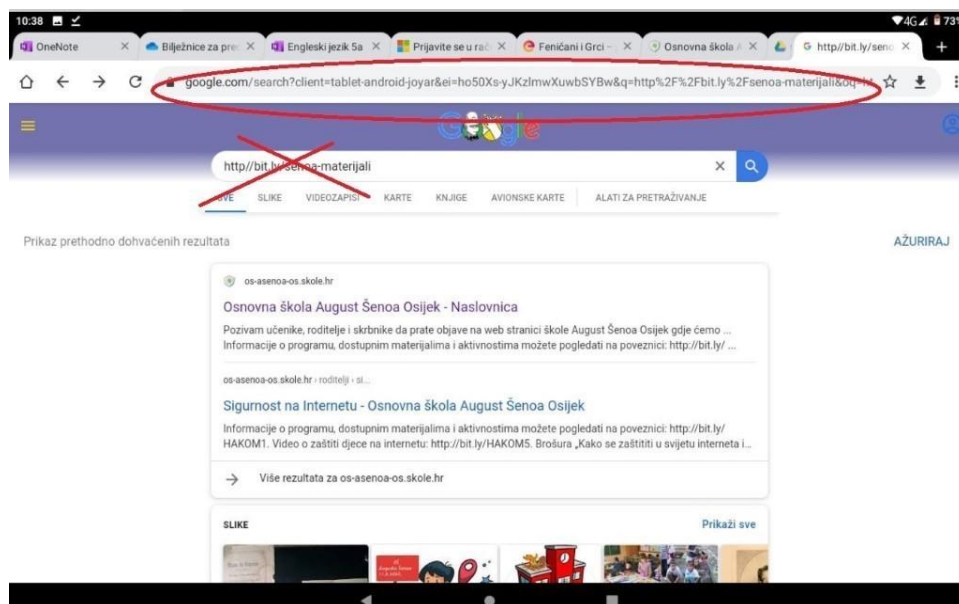 10:38
4G 73%
OneNote
Bilježnice za pre
Engleski jezik 5a
Prijavite se u rač
Feničani i Grci –
Osnovna škola A
http//bit.ly/seno
google.com/search?client=tablet-android-joyar&ei=ho50Xs-yJKzlmwXuwbSYBw&q=http%2F%2Fbit.ly%2Fsenoa-materijali&oq=ht
Google
http//bit.ly/senoa-materijali
SVE SLIKE VIDEOZAPISI KARTE KNJIGE AVIONSKE KARTE ALATI ZA PRETRAŽIVANJE
Prikaz prethodno dohvaćenih rezultata
AŽURIRAJ
os-asenoa-os.skole.hr
Osnovna škola August Šenoa Osijek - Naslovnica
Pozivam učenike, roditelje i skrbnike da prate objave na web stranici škole August Šenoa Osijek gdje ćemo ...
Informacije o programu, dostupnim materijalima i aktivnostima možete pogledati na poveznici: http://bit.ly/ ...
os-asenoa-os.skole.hr › roditelji › si...
Sigurnost na Internetu - Osnovna škola August Šenoa Osijek
Informacije o programu, dostupnim materijalima i aktivnostima možete pogledati na poveznici: http://bit.ly/
HAKOM1. Video o zaštiti djece na internetu: http://bit.ly/HAKOM5. Brošura „Kako se zaštititi u svijetu interneta i...
Više rezultata za os-asenoa-os.skole.hr
SLIKE
Prikaži sve